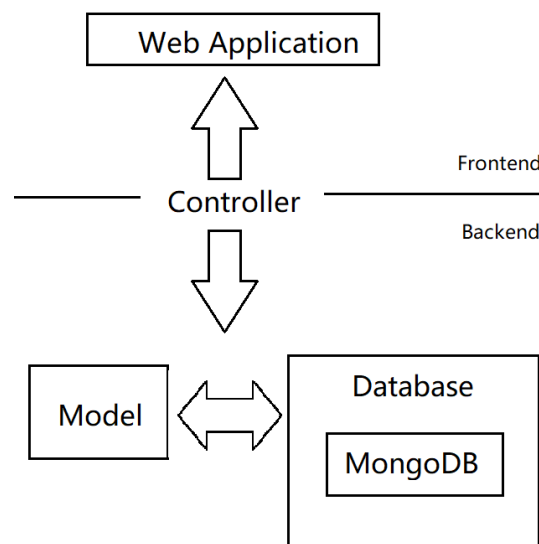 Web Application
Frontend
Controller
Backend
Model
Database
MongoDB